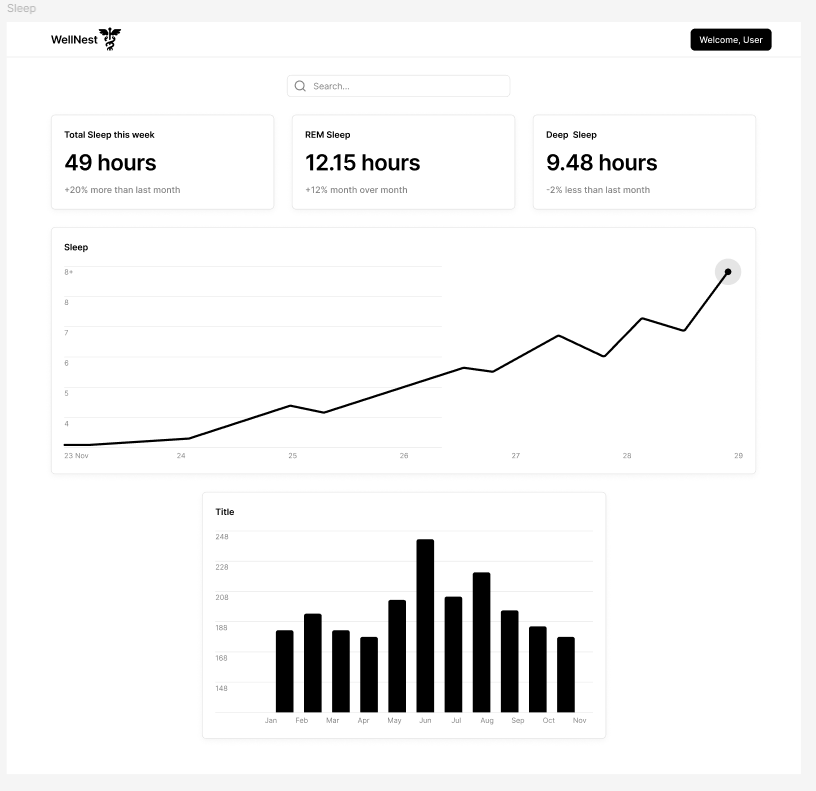 Sleep
WellNest
Welcome, User
Search...
Total Sleep this week
49 hours
+20% more than last month
REM Sleep
12.15 hours
+12% month over month
Deep  Sleep
9.48 hours
-2% less than last month
Sleep
8+
8
7
6
5
4
23 Nov 24 25 26 27 28 29
Title
248
228
208
188
168
148
Jan Feb Mar Apr May Jun Jul Aug Sep Oct Nov